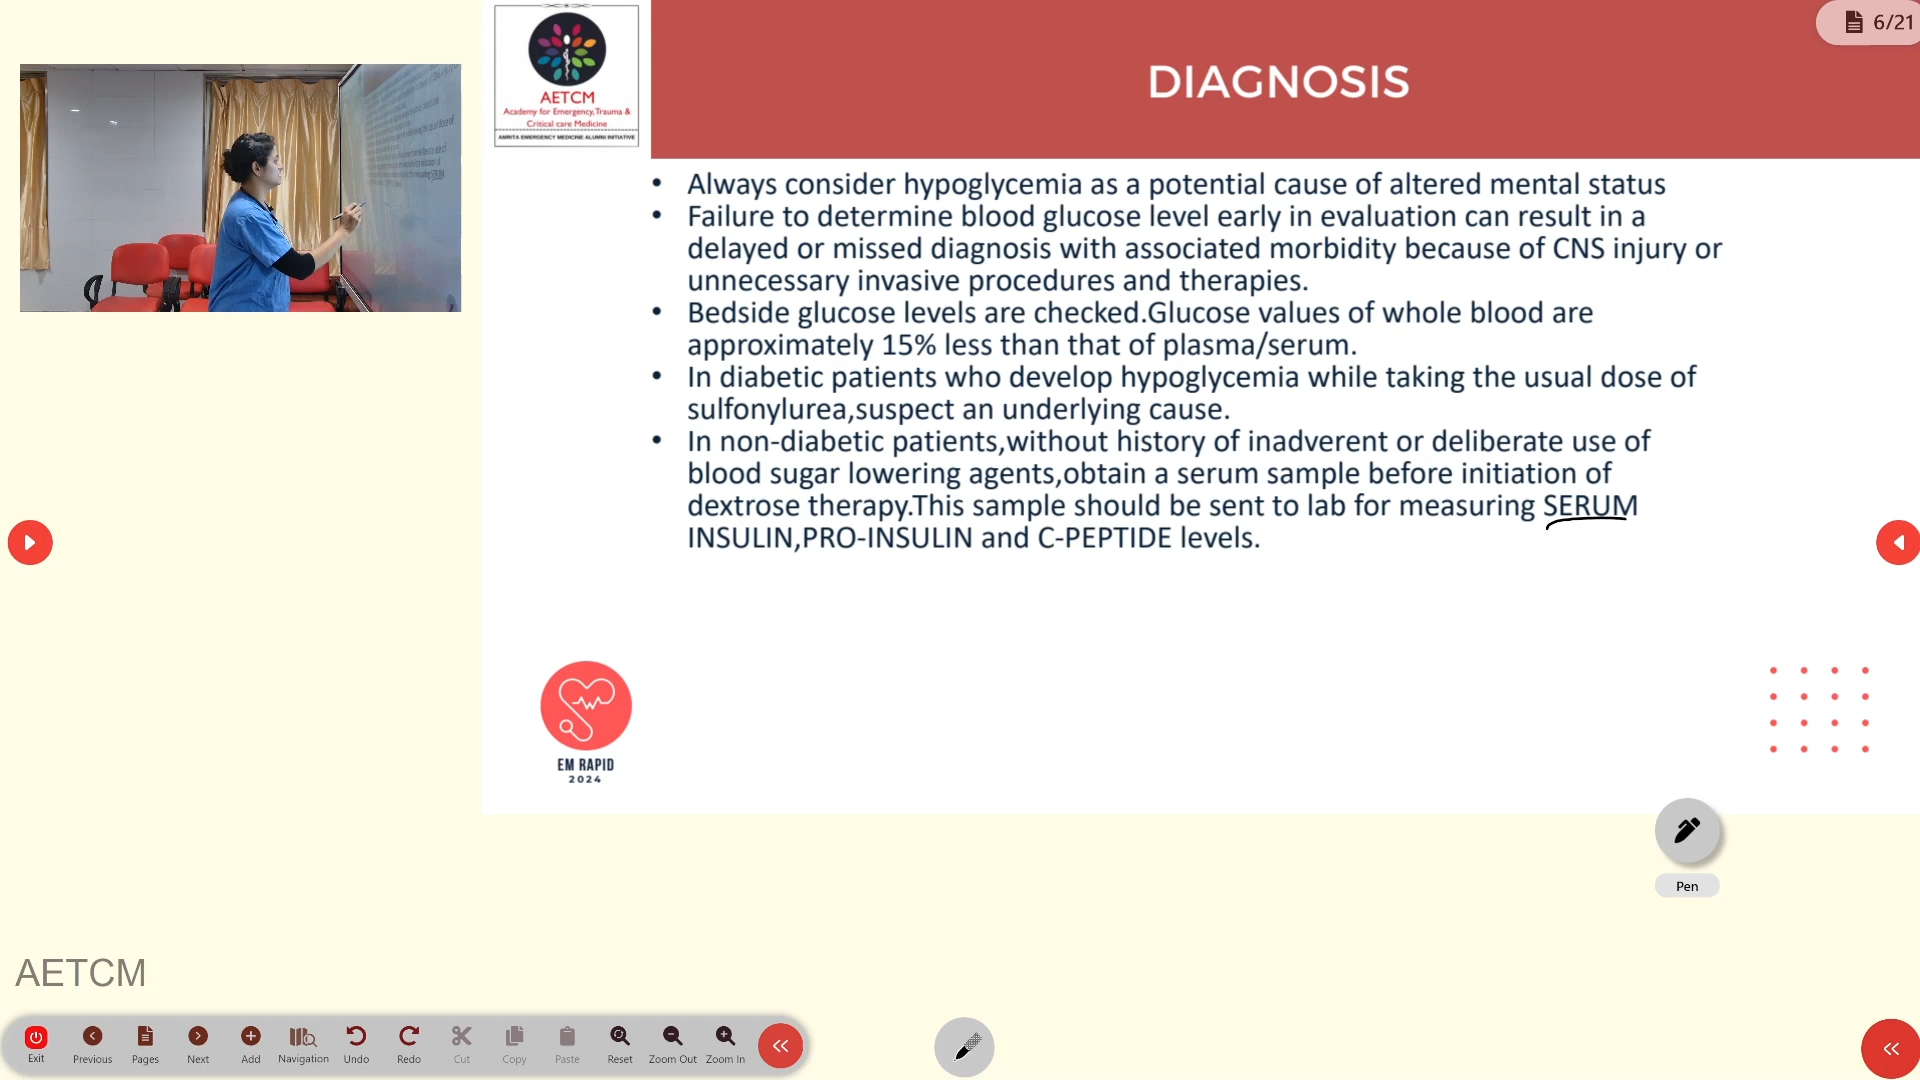 6/21
AETCM
Academy for Emergency, Trauma &
Critical care Medicine
AMRITA EMERGENCY MEDICINE ALUMNI INITIATIVE
DIAGNOSIS
• Always consider hypoglycemia as a potential cause of altered mental status
• Failure to determine blood glucose level early in evaluation can result in a
delayed or missed diagnosis with associated morbidity because of CNS injury or
unnecessary invasive procedures and therapies.
• Bedside glucose levels are checked.Glucose values of whole blood are
approximately 15% less than that of plasma/serum.
• In diabetic patients who develop hypoglycemia while taking the usual dose of
sulfonylurea,suspect an underlying cause.
• In non-diabetic patients,without history of inadverent or deliberate use of
blood sugar lowering agents,obtain a serum sample before initiation of
dextrose therapy.This sample should be sent to lab for measuring SERUM
INSULIN,PRO-INSULIN and C-PEPTIDE levels.
EM RAPID
2024
Pen
AETCM
Exit Previous Pages Next Add Navigation Undo Redo Cut Copy Paste Reset Zoom Out Zoom In